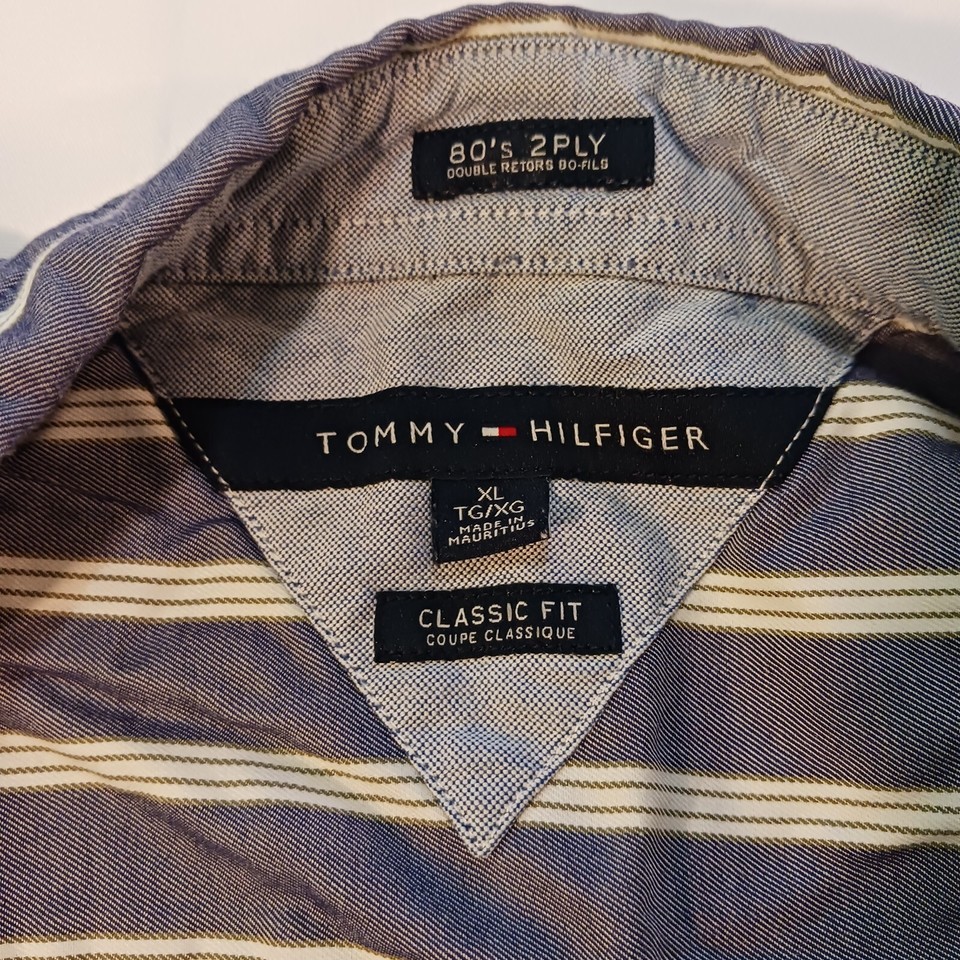 80's 2PLY
DOUBLE RETORS 80-FILS
TOMMY HILFIGER
XL
TG/XG
MADE IN
MAURITIUS
CLASSIC FIT
COUPE CLASSIQUE